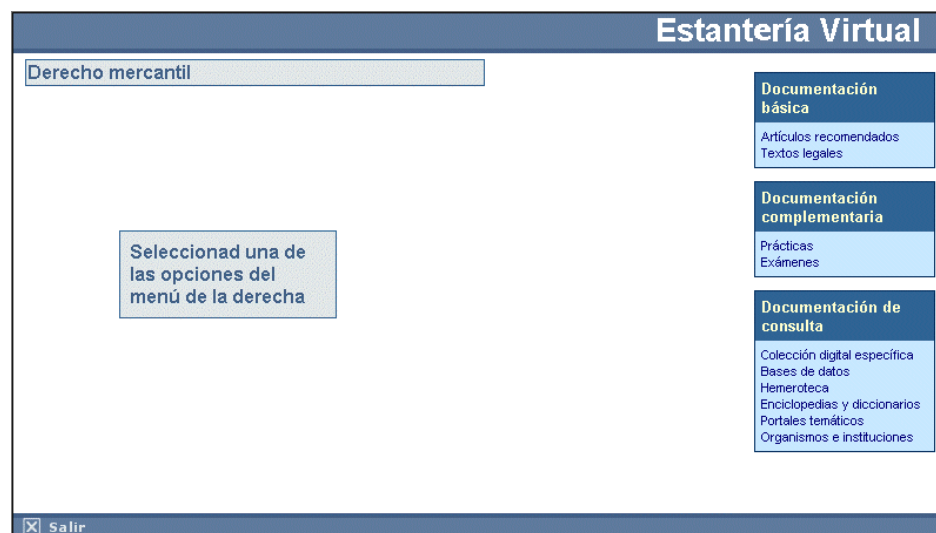 Estantería Virtual
Derecho mercantil
Seleccionad una de
las opciones del
menú de la derecha
Documentación
básica
Artículos recomendados
Textos legales
Documentación
complementaria
Prácticas
Exámenes
Documentación de
consulta
Colección digital específica
Bases de datos
Hemeroteca
Enciclopedias y diccionarios
Portales temáticos
Organismos e instituciones
Salir